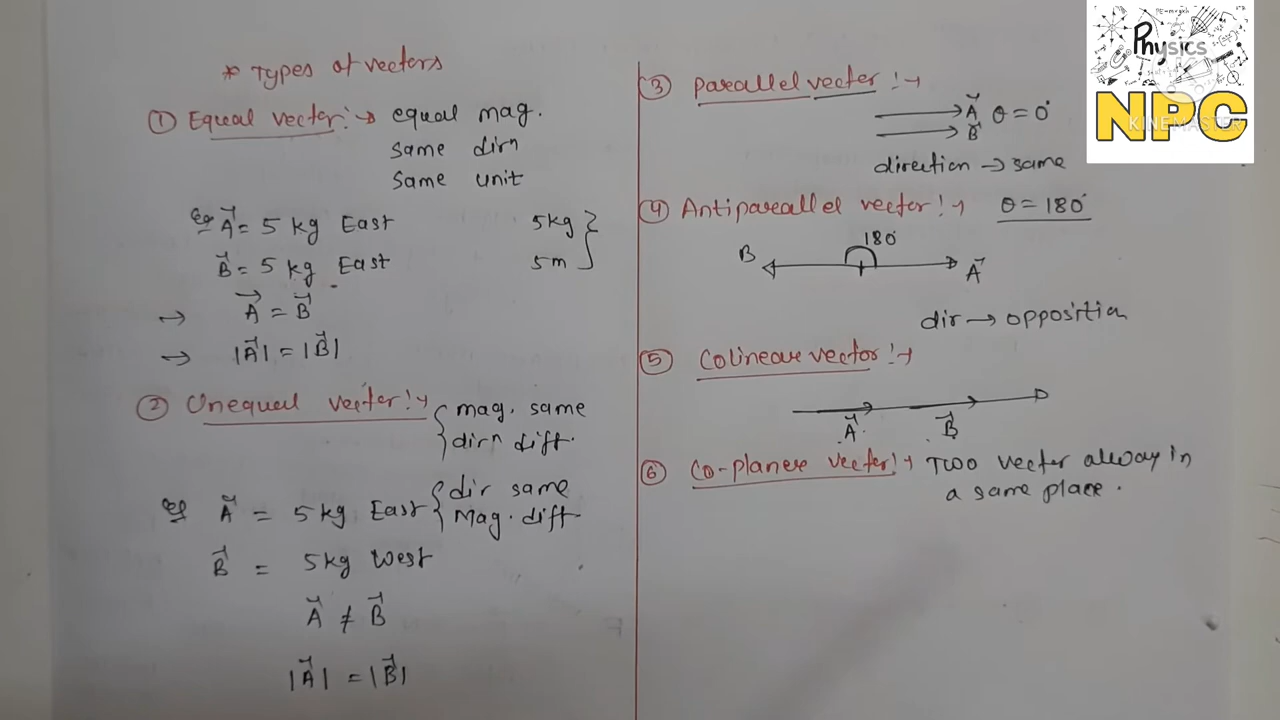 * Types of vectors
① Equal vector :→ equal mag.
same dirⁿ
same unit
Eg A⃗ = 5 kg East
5kg
B⃗ = 5 kg East
5m
→ A⃗ = B⃗
→ |A⃗| = |B⃗|
② Unequal vector :→ mag. same
dirⁿ diff.
dir same
Eg A⃗ = 5 kg East Mag. diff
B⃗ = 5 kg West
A⃗ ≠ B⃗
|A⃗| = |B⃗|
③ Parallel vector :→
A⃗ θ = 0°
B⃗
direction → same
④ Antiparallel vector :→ θ = 180°
180°
B A⃗
dir → opposition
⑤ Colinear vector :→
A⃗ B⃗
⑥ Co-planer vector :→ Two vector allway in
a same place.
Physics
NPC
KINEMASTER